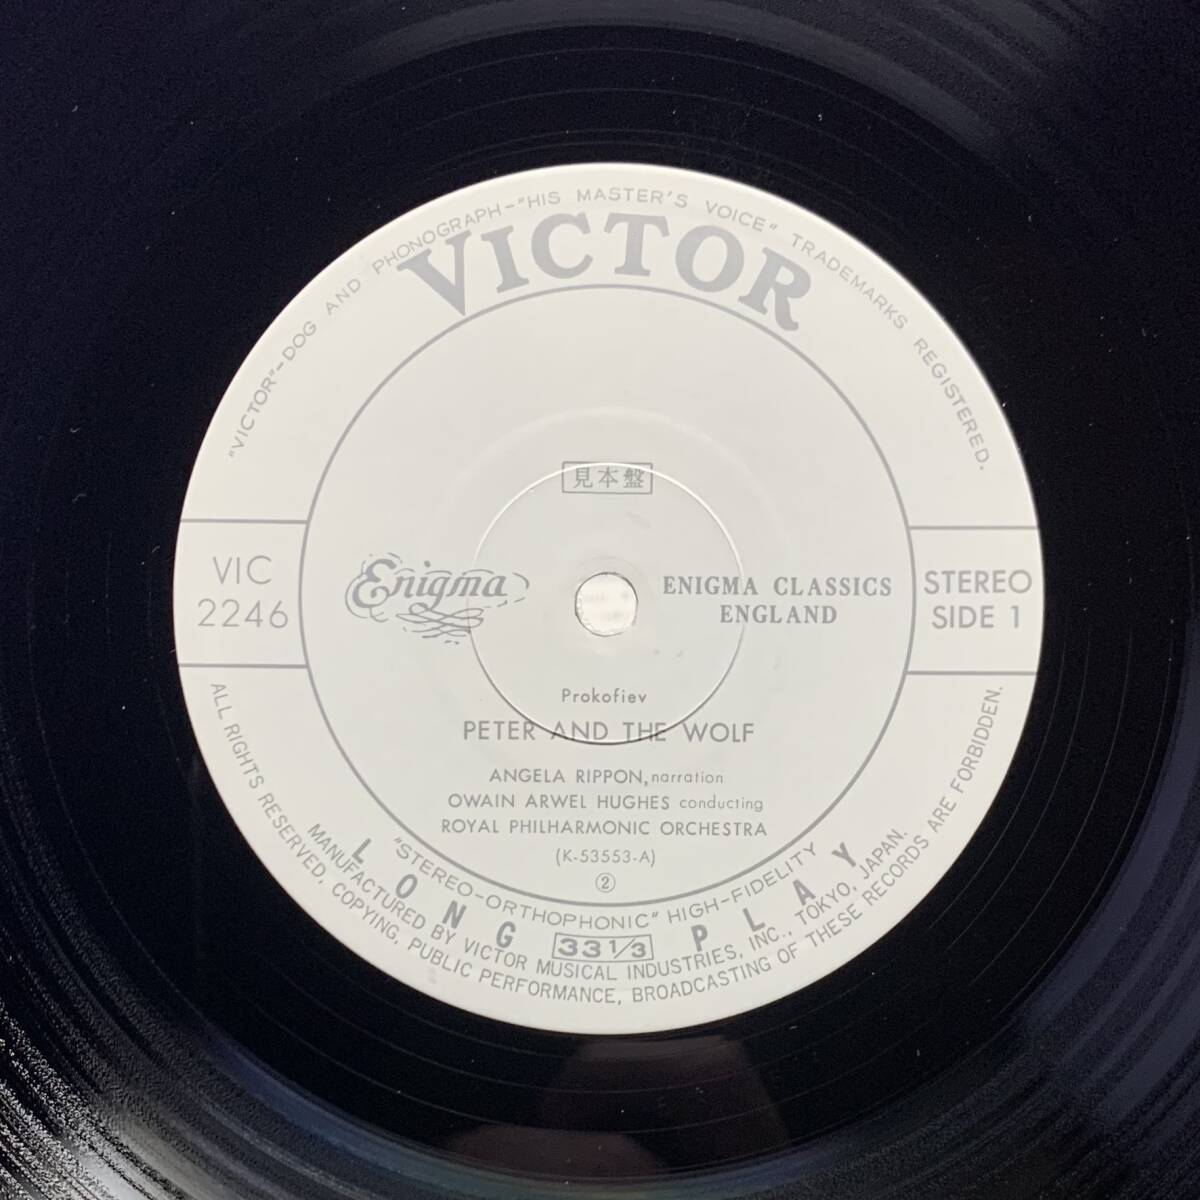 "VICTOR"-DOG AND PHONOGRAPH-"HIS MASTER'S VOICE" TRADEMARKS REGISTERED.
VICTOR
見本盤
VIC
2246
Enigma
ENIGMA CLASSICS
ENGLAND
STEREO
SIDE 1
Prokofiev
PETER AND THE WOLF
ANGELA RIPPON, narration
OWAIN ARWEL HUGHES conducting
ROYAL PHILHARMONIC ORCHESTRA
(K-53553-A)
②
"STEREO-ORTHOPHONIC" HIGH-FIDELITY
LONG 33 1/3 PLAY
MANUFACTURED BY VICTOR MUSICAL INDUSTRIES, INC., TOKYO, JAPAN.
ALL RIGHTS RESERVED, COPYING, PUBLIC PERFORMANCE, BROADCASTING OF THESE RECORDS ARE FORBIDDEN.